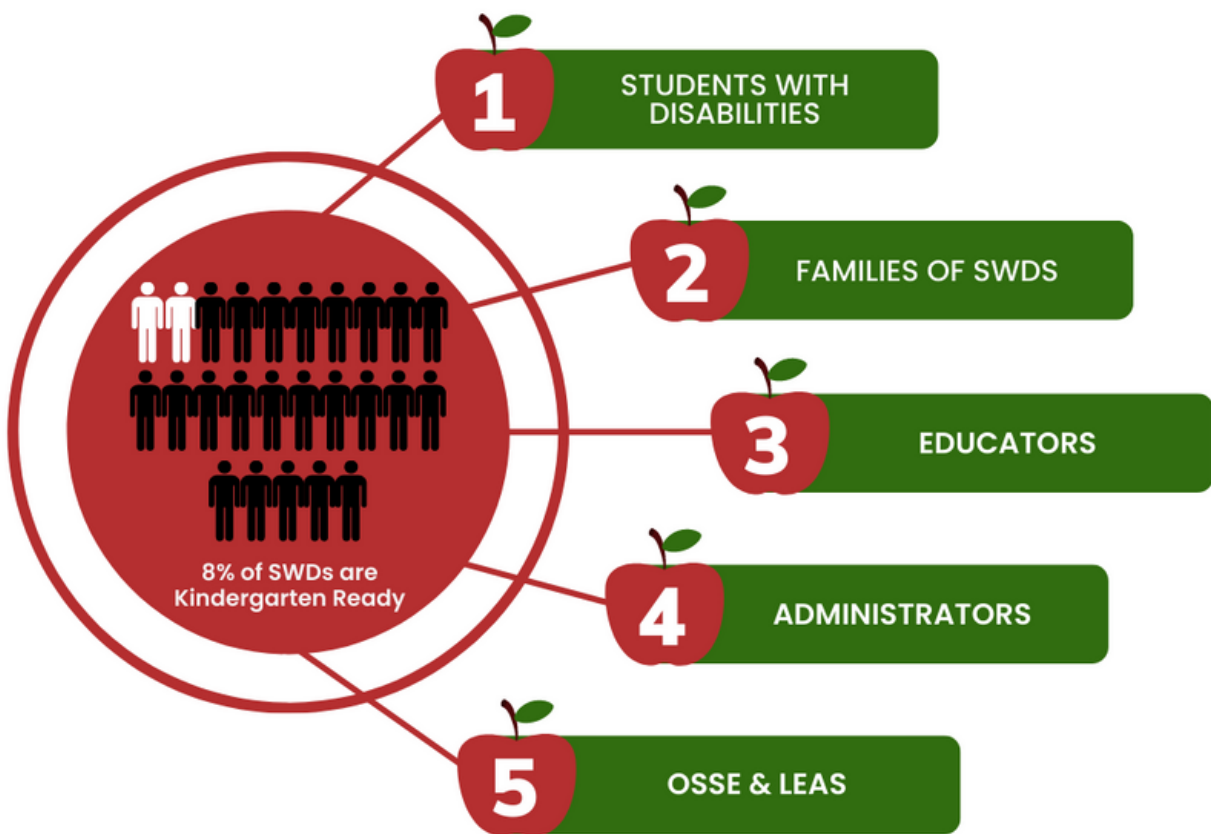 1
STUDENTS WITH
DISABILITIES
2
FAMILIES OF SWDS
3
EDUCATORS
8% of SWDs are
Kindergarten Ready
4
ADMINISTRATORS
5
OSSE & LEAS